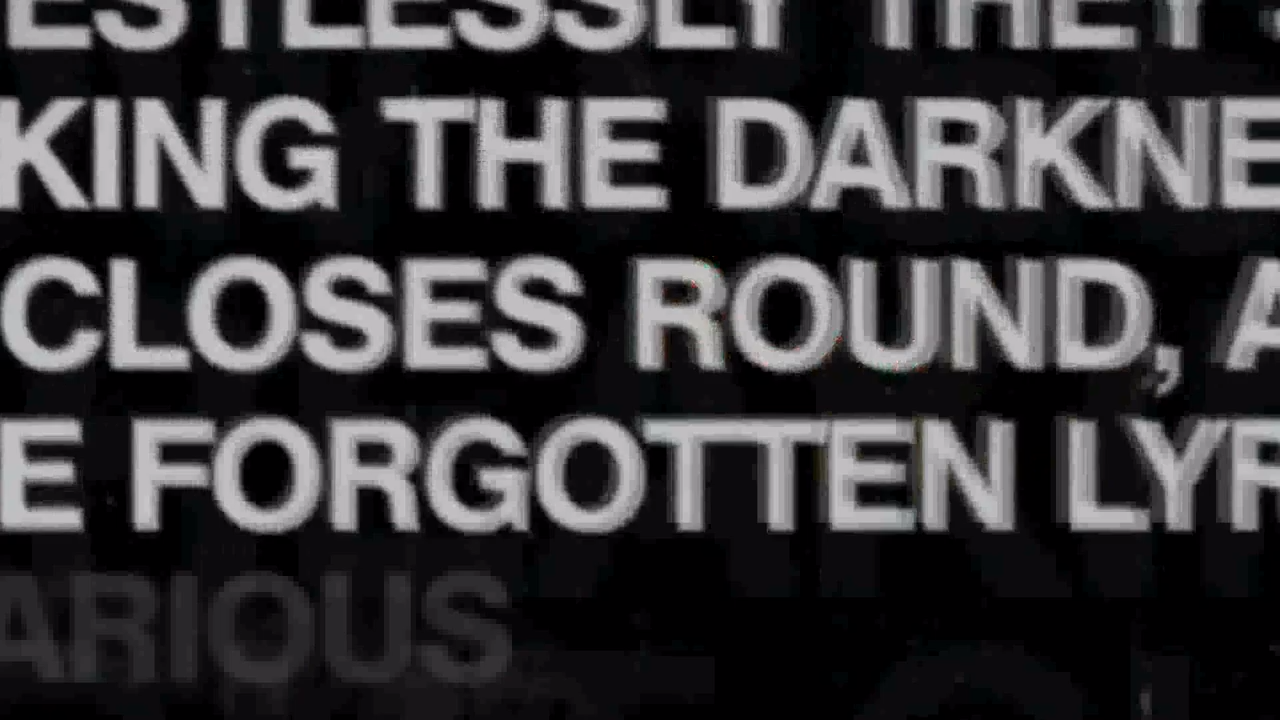 ESTLESSLY THEY
KING THE DARKNE
CLOSES ROUND, A
E FORGOTTEN LYR
ARIOUS